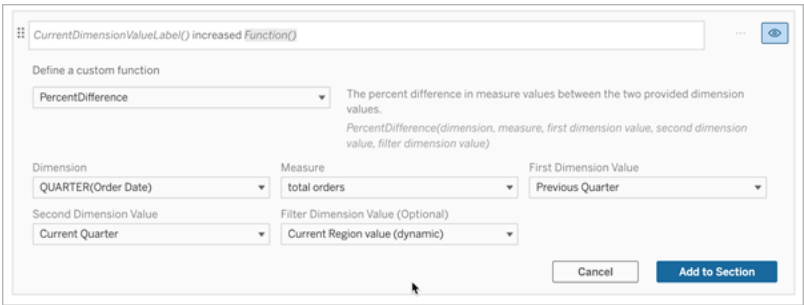 CurrentDimensionValueLabel() increased Function()
Define a custom function
PercentDifference
The percent difference in measure values between the two provided dimension
values.
PercentDifference(dimension, measure, first dimension value, second dimension
value, filter dimension value)
Dimension
Measure
First Dimension Value
QUARTER(Order Date)
total orders
Previous Quarter
Second Dimension Value
Filter Dimension Value (Optional)
Current Quarter
Current Region value (dynamic)
Cancel
Add to Section